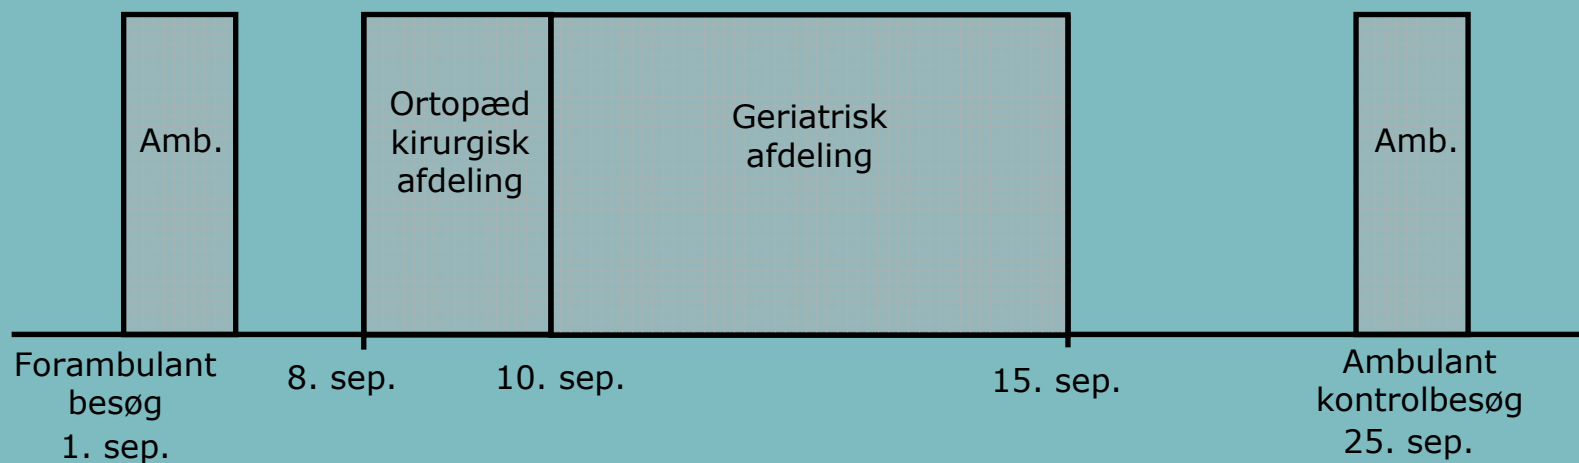 Amb.
Ortopæd
kirurgisk
afdeling
Geriatrisk
afdeling
Amb.
Forambulant
besøg
1. sep.
8. sep.
10. sep.
15. sep.
Ambulant
kontrolbesøg
25. sep.